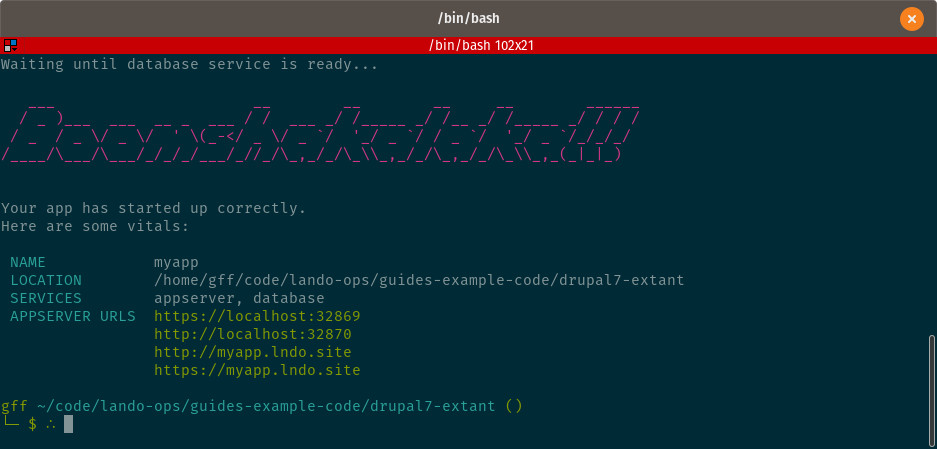 /bin/bash
/bin/bash 102x21
Waiting until database service is ready...
Boomshakalaka!!!
Your app has started up correctly.
Here are some vitals:
NAME myapp
LOCATION /home/gff/code/lando-ops/guides-example-code/drupal7-extant
SERVICES appserver, database
APPSERVER URLS https://localhost:32869
http://localhost:32870
http://myapp.lndo.site
https://myapp.lndo.site
gff ~/code/lando-ops/guides-example-code/drupal7-extant ()
└─ $ ∴